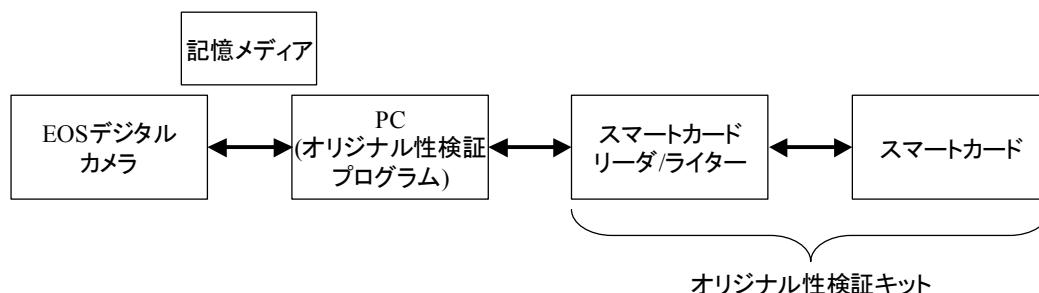 記憶メディア
EOSデジタル
カメラ
PC
(オリジナル性検証
プログラム)
スマートカード
リーダ/ライター
スマートカード
オリジナル性検証キット